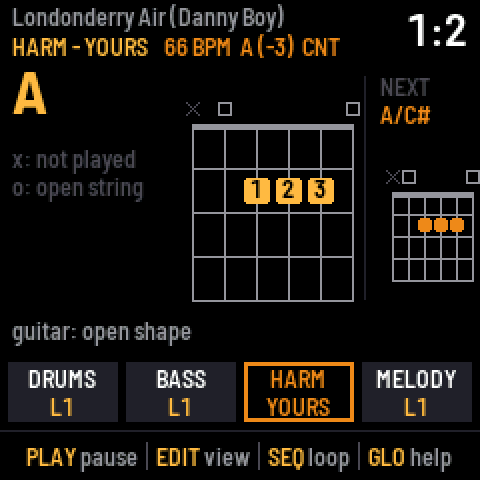 Londonderry Air (Danny Boy)
1:2
HARM - YOURS 66 BPM A (-3) CNT
A
NEXT
A/C#
x: not played
o: open string
1 2 3
guitar: open shape
DRUMS BASS HARM MELODY
L1 L1 YOURS L1
PLAY pause EDIT view SEQ loop GLO help